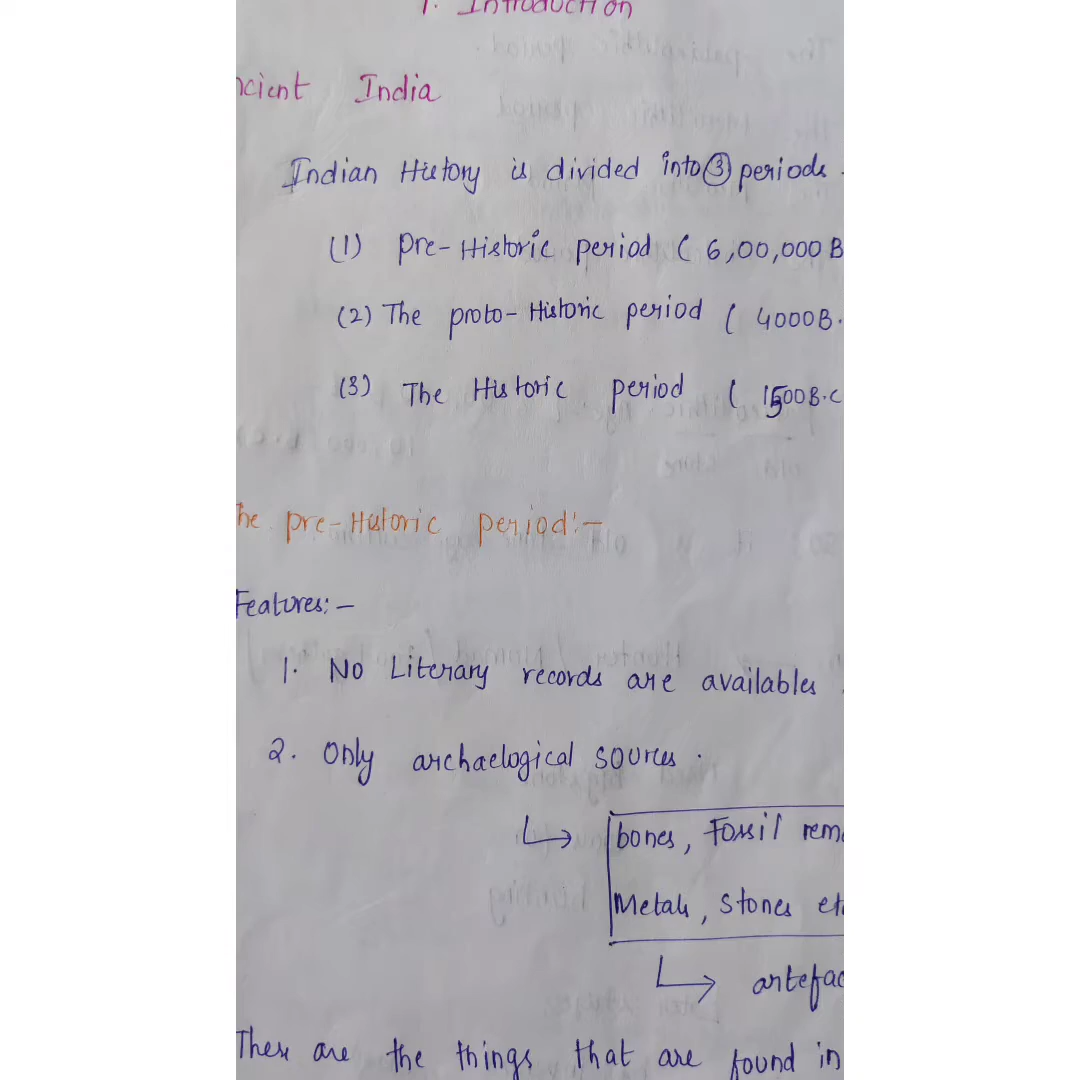 1. Introduction
ncient India
Indian History is divided into 3 periods.
(1) Pre-Historic period ( 6,00,000 B
(2) The proto-Historic period ( 4000B.
(3) The Historic period ( 1500B.C
he pre-Historic period:-
Features:-
1. No Literary records are availables.
2. Only archaelogical sources.
↳ bones, Fossil rem
Metals, Stones etc
↳ artefac
These are the things that are found in